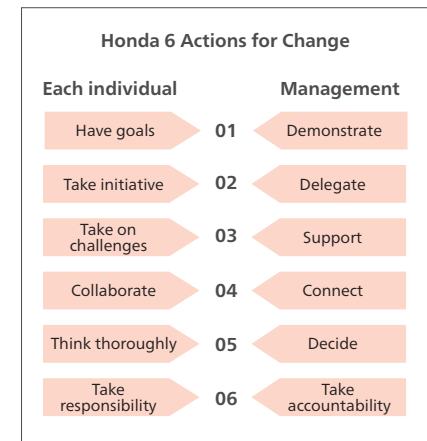 Honda 6 Actions for Change
Each individual Management
Have goals 01 Demonstrate
Take initiative 02 Delegate
Take on
challenges 03 Support
Collaborate 04 Connect
Think thoroughly 05 Decide
Take
responsibility 06 Take
accountability